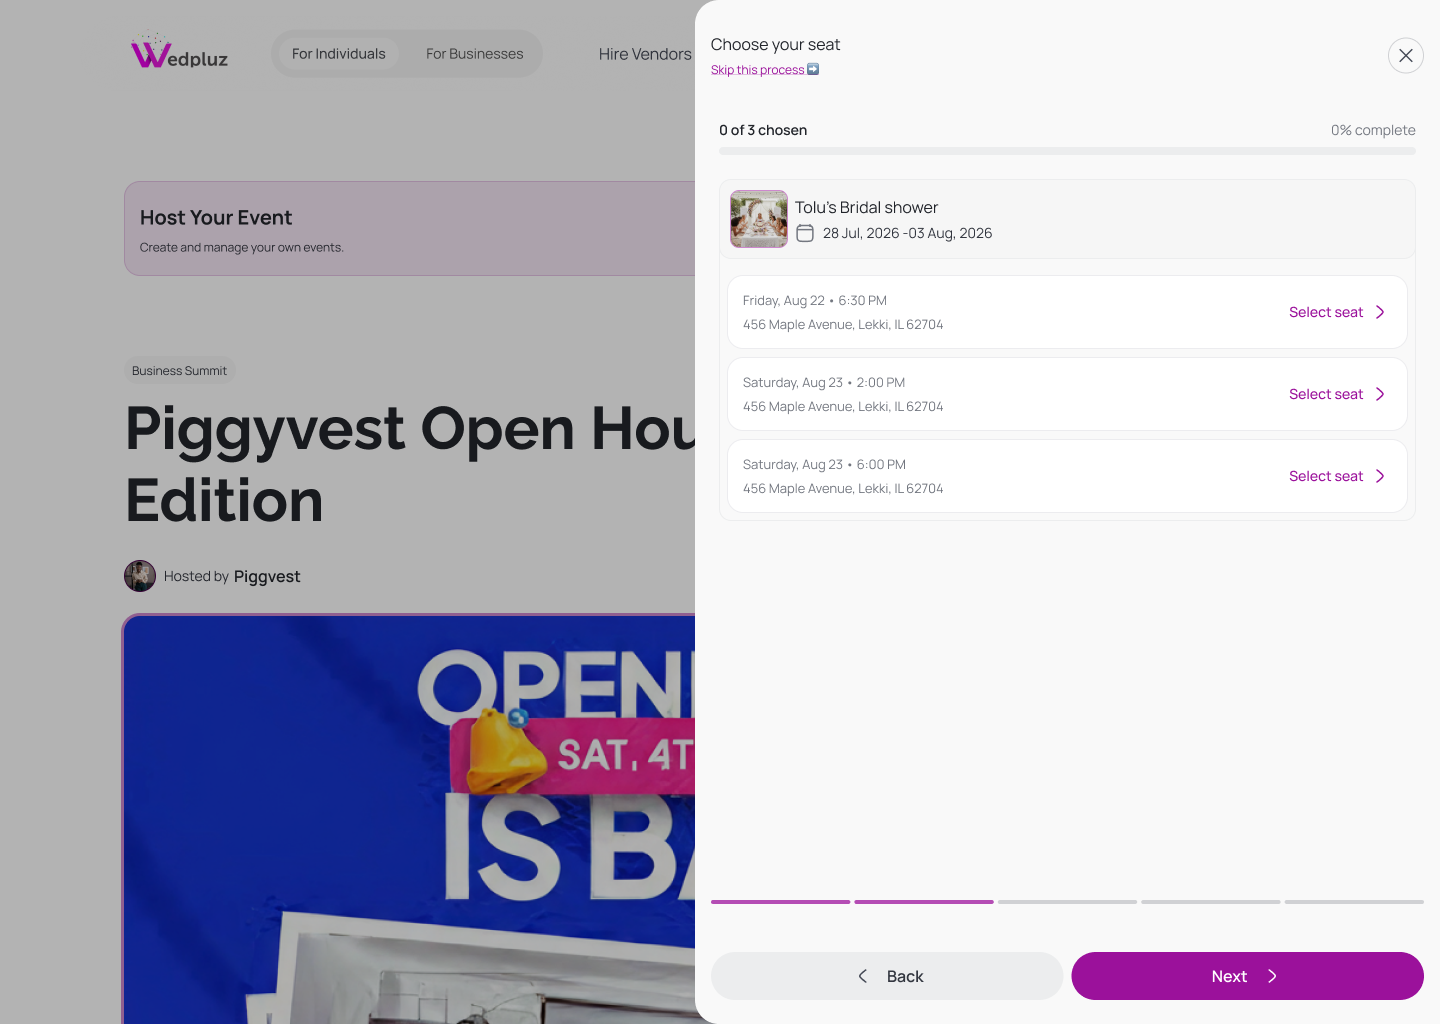 Wedpluz
For Individuals
For Businesses
Hire Vendors
Host Your Event
Create and manage your own events.
Business Summit
Piggyvest Open Hou
Edition
Hosted by Piggvest
OPEN
SAT, 4T
IS BA
Choose your seat
Skip this process ➡️
0 of 3 chosen
0% complete
Tolu's Bridal shower
28 Jul, 2026 -03 Aug, 2026
Friday, Aug 22 • 6:30 PM
456 Maple Avenue, Lekki, IL 62704
Select seat
Saturday, Aug 23 • 2:00 PM
456 Maple Avenue, Lekki, IL 62704
Select seat
Saturday, Aug 23 • 6:00 PM
456 Maple Avenue, Lekki, IL 62704
Select seat
Back
Next